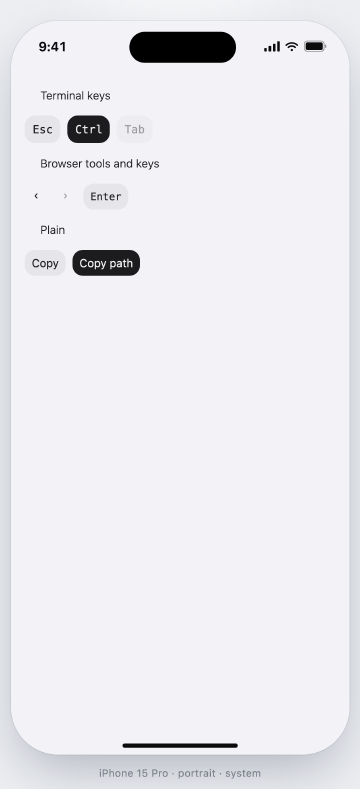 9:41
Terminal keys
Esc Ctrl Tab
Browser tools and keys
‹ › Enter
Plain
Copy Copy path
iPhone 15 Pro · portrait · system